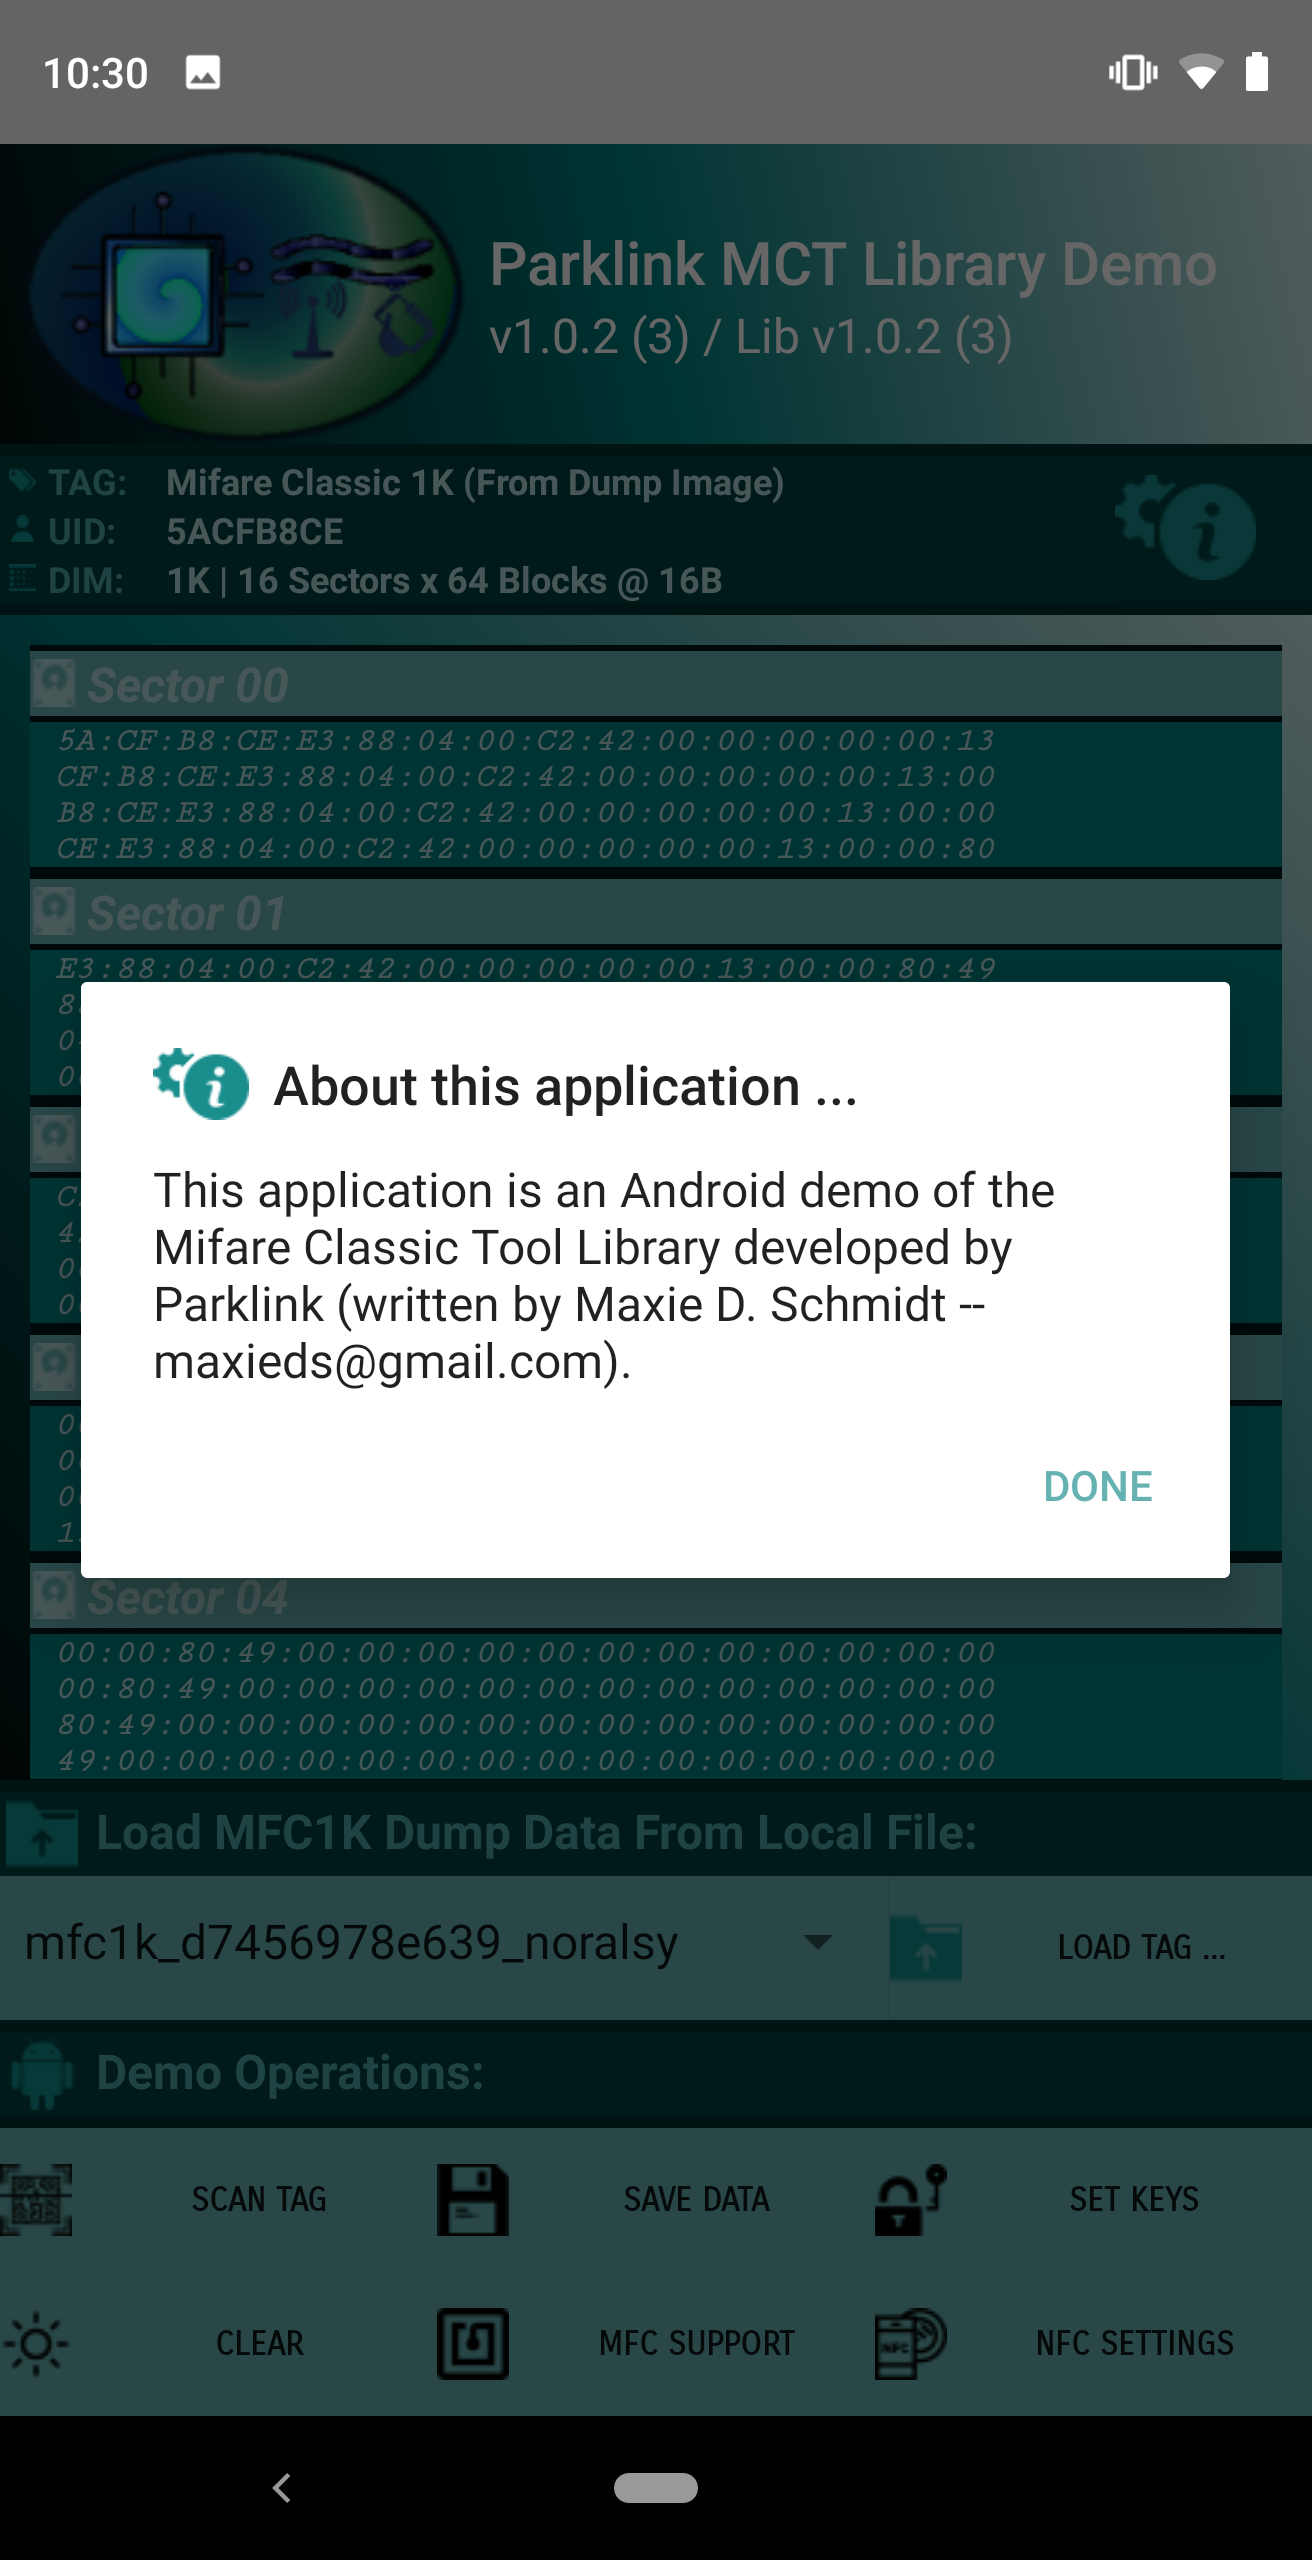 10:30
Parklink MCT Library Demo
v1.0.2 (3) / Lib v1.0.2 (3)
TAG: Mifare Classic 1K (From Dump Image)
UID: 5ACFB8CE
DIM: 1K | 16 Sectors x 64 Blocks @ 16B
Sector 00
5A:CF:B8:CE:E3:88:04:00:C2:42:00:00:00:00:00:13
CF:B8:CE:E3:88:04:00:C2:42:00:00:00:00:00:13:00
B8:CE:E3:88:04:00:C2:42:00:00:00:00:00:13:00:00
CE:E3:88:04:00:C2:42:00:00:00:00:00:13:00:00:80
Sector 01
E3:88:04:00:C2:42:00:00:00:00:00:13:00:00:80:49
About this application ...
This application is an Android demo of the
Mifare Classic Tool Library developed by
Parklink (written by Maxie D. Schmidt --
maxieds@gmail.com).
DONE
Sector 04
00:00:80:49:00:00:00:00:00:00:00:00:00:00:00:00
00:80:49:00:00:00:00:00:00:00:00:00:00:00:00:00
80:49:00:00:00:00:00:00:00:00:00:00:00:00:00:00
49:00:00:00:00:00:00:00:00:00:00:00:00:00:00:00
Load MFC1K Dump Data From Local File:
mfc1k_d7456978e639_noralsy
LOAD TAG ...
Demo Operations:
SCAN TAG
SAVE DATA
SET KEYS
CLEAR
MFC SUPPORT
NFC
NFC SETTINGS